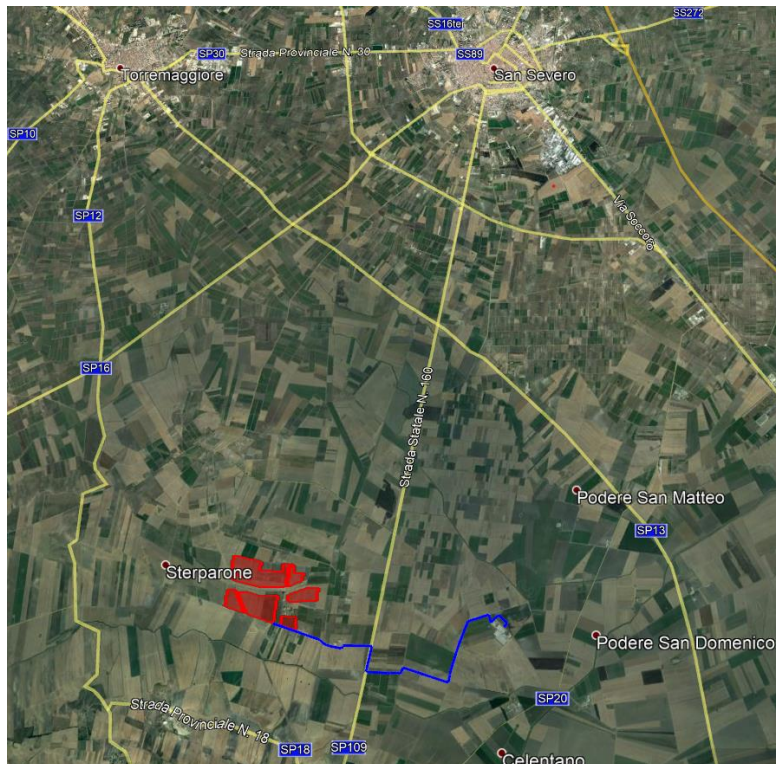 SS16ter
SS272
SP30
Strada Provinciale N. 30
SS89
Torremaggiore
San Severo
SP10
SP12
Via Soccoro
SP16
Strada Statale N. 160
Podere San Matteo
SP13
Sterparone
Podere San Domenico
SP20
Strada Provinciale N. 18
SP18
SP109
Celentano